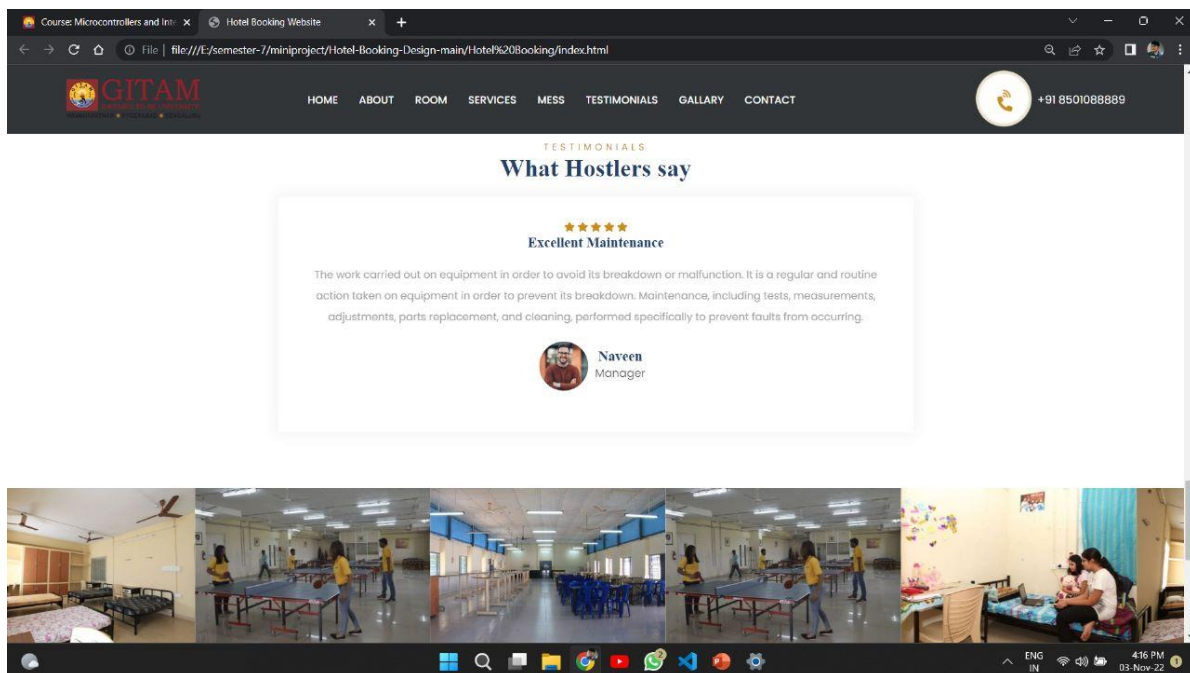 Course: Microcontrollers and Inte
Hotel Booking Website
File | file:///E:/semester-7/miniproject/Hotel-Booking-Design-main/Hotel%20Booking/index.html
GITAM
HOME ABOUT ROOM SERVICES MESS TESTIMONIALS GALLARY CONTACT
+91 8501088889
TESTIMONIALS
What Hostlers say
Excellent Maintenance
The work carried out on equipment in order to avoid its breakdown or malfunction. It is a regular and routine
action taken on equipment in order to prevent its breakdown. Maintenance, including tests, measurements,
adjustments, parts replacement, and cleaning, performed specifically to prevent faults from occurring.
Naveen
Manager
ENG
IN
4:16 PM
03-Nov-22
1